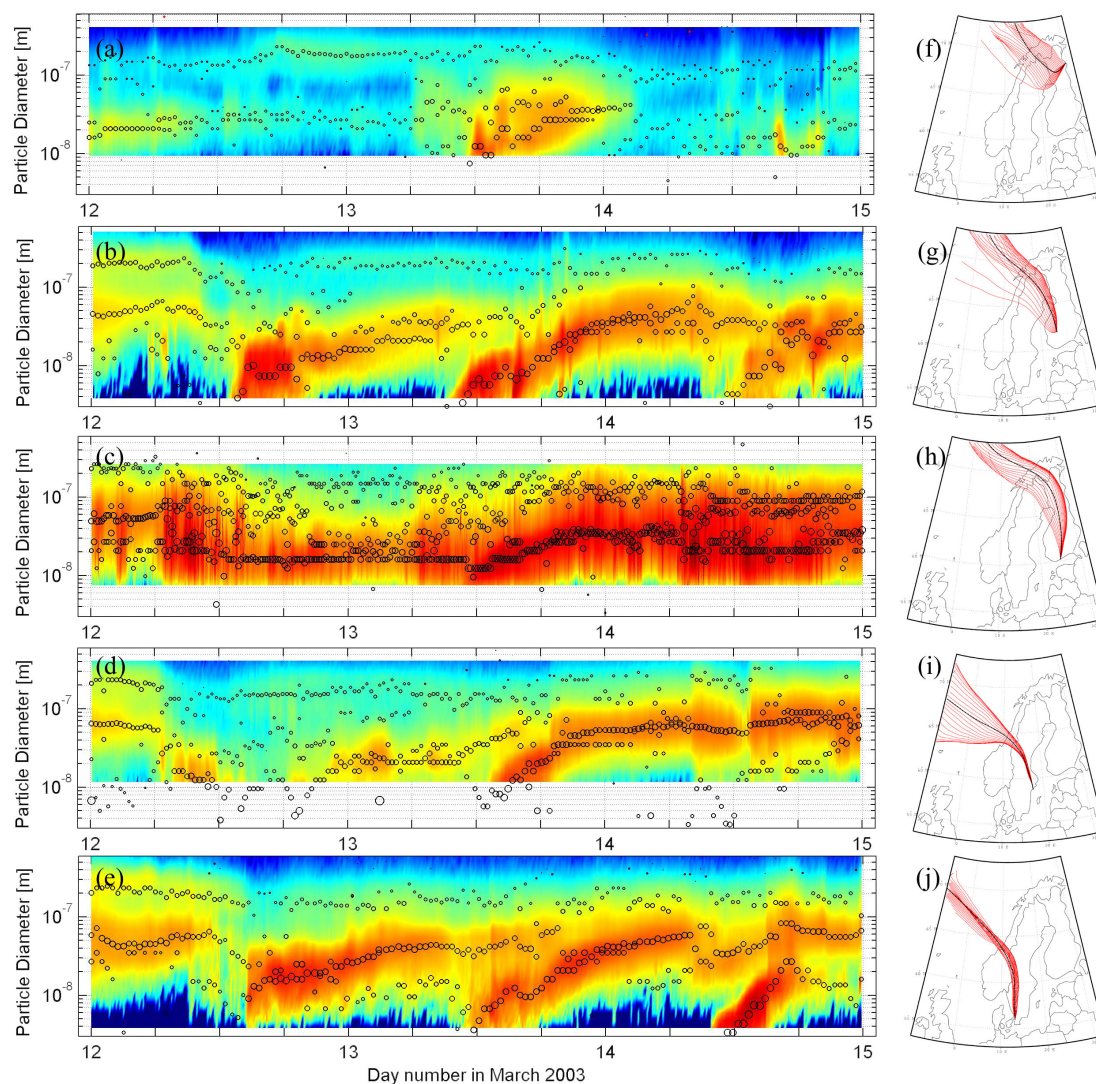 (a)
Particle Diameter [m]
10-7
10-8
12 13 14 15
(f)
(b)
Particle Diameter [m]
10-7
10-8
12 13 14 15
(g)
(c)
Particle Diameter [m]
10-7
10-8
12 13 14 15
(h)
(d)
Particle Diameter [m]
10-7
10-8
12 13 14 15
(i)
(e)
Particle Diameter [m]
10-7
10-8
12 13 14 15
(j)
Day number in March 2003